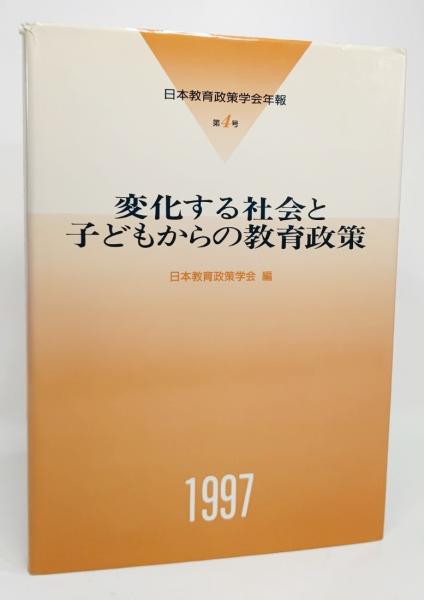 日本教育政策学会年報
第4号
変化する社会と
子どもからの教育政策
日本教育政策学会 編
1997